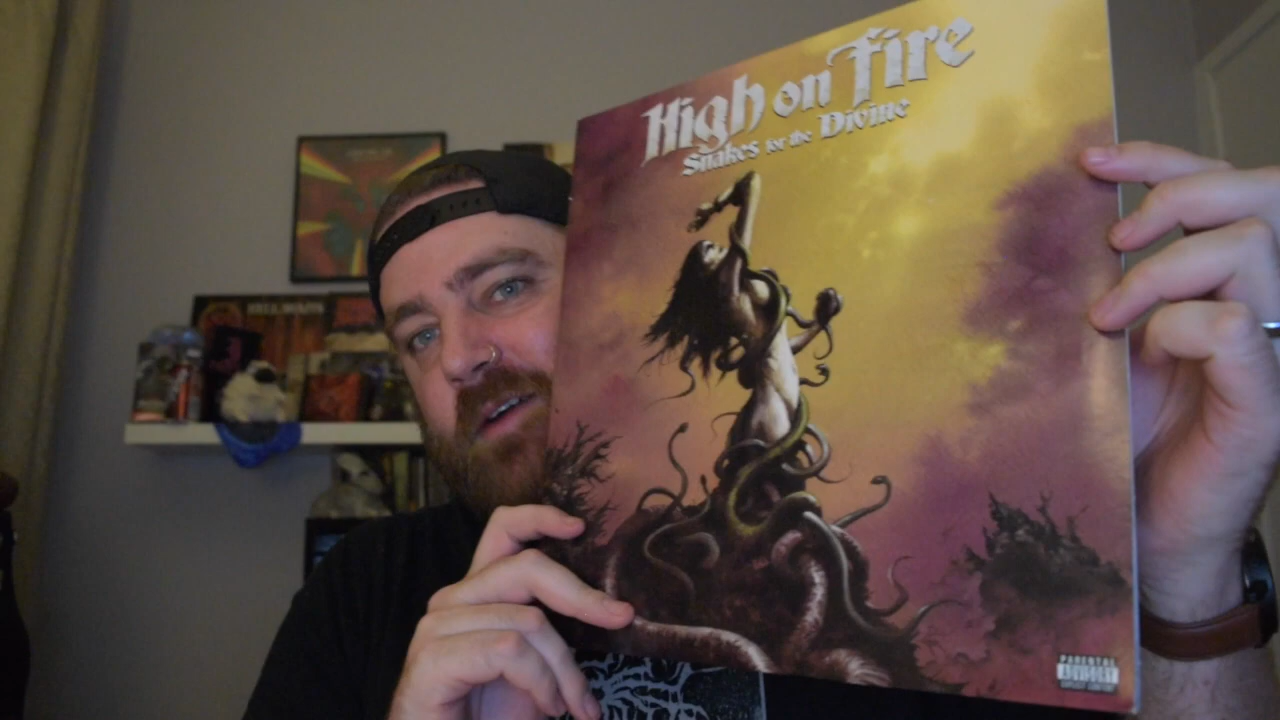 High on Fire
Snakes for the Divine
PARENTAL
ADVISORY
EXPLICIT CONTENT